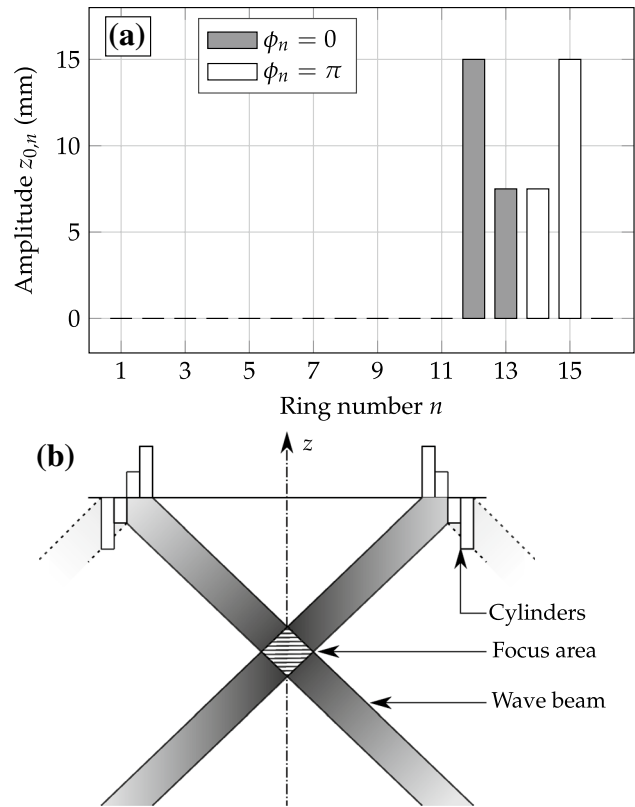 (a)
ϕₙ = 0
ϕₙ = π
Amplitude z₀,ₙ (mm)
15
10
5
0
1 3 5 7 9 11 13 15
Ring number n
(b)
z
Cylinders
Focus area
Wave beam